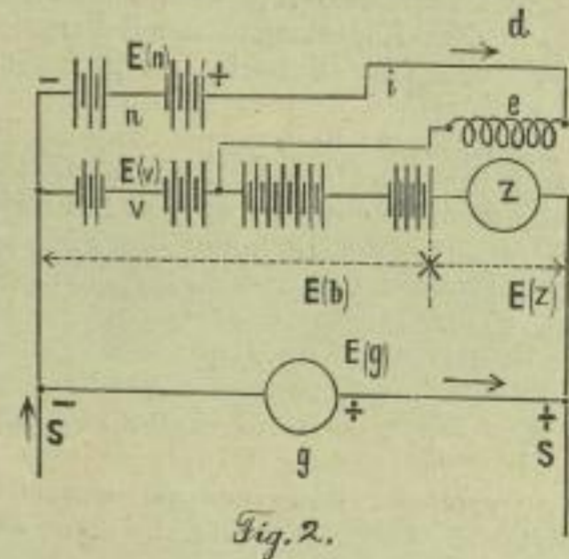 d
E(n)
- +
n i
e
E(v)
v Z
E(b) E(z)
E(g)
- ÷ +
S g S
Fig. 2.